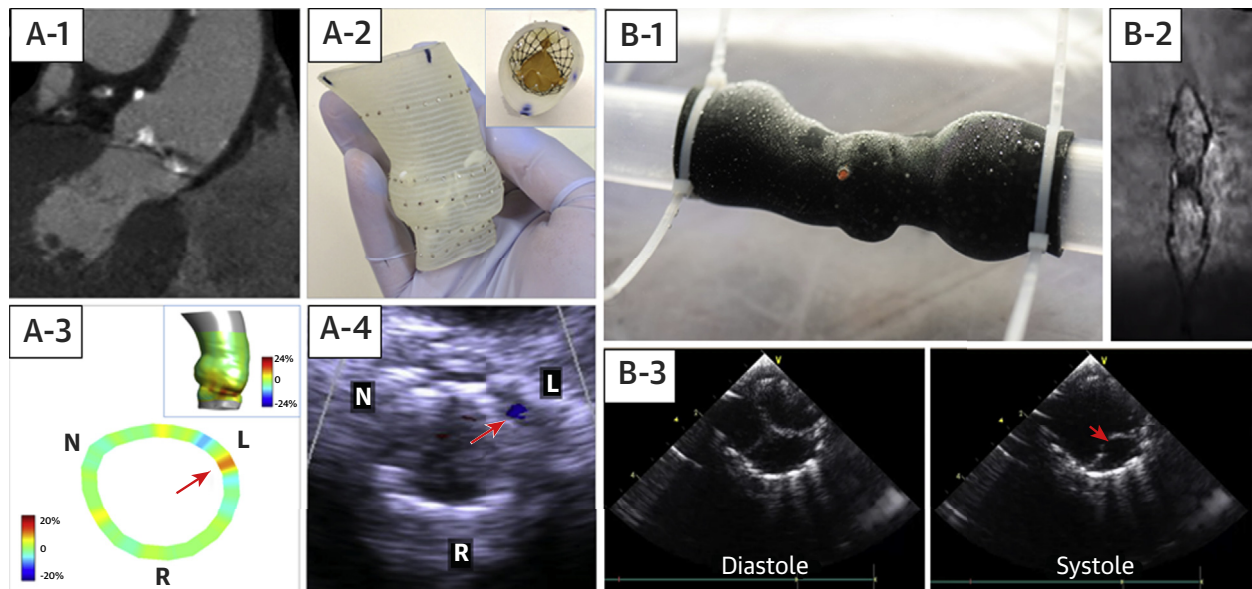 A-1
A-2
B-1
B-2
A-3
24%
0
-24%
N
L
R
20%
0
-20%
A-4
N
L
R
B-3
V
Diastole
V
Systole